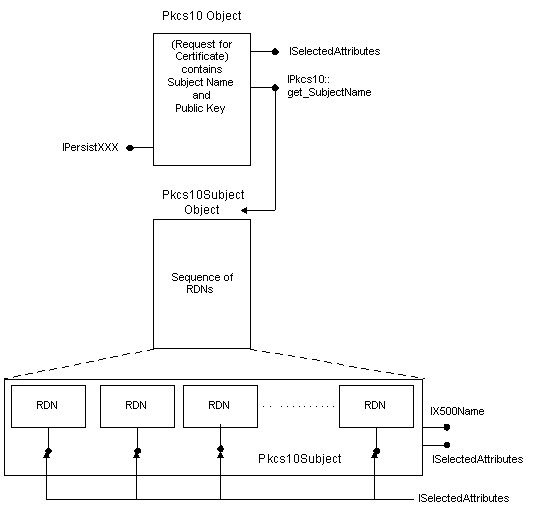 Pkcs10 Object
(Request for
Certificate)
contains
Subject Name
and
Public Key
ISelectedAttributes
IPkcs10::
get_SubjectName
IPersistXXX
Pkcs10Subject
Object
Sequence of
RDNs
RDN
RDN
RDN
RDN
IX500Name
Pkcs10Subject
ISelectedAttributes
ISelectedAttributes